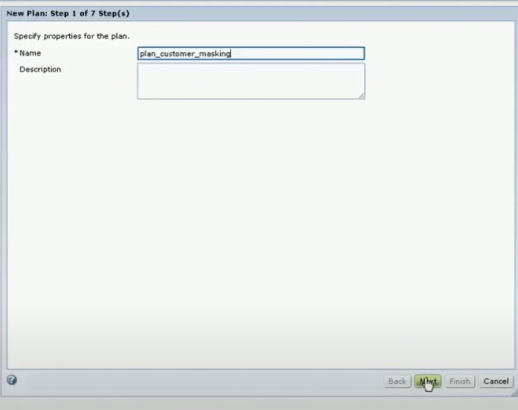 New Plan: Step 1 of 7 Step(s)
Specify properties for the plan.
* Name plan_customer_masking
Description
Back Next Finish Cancel